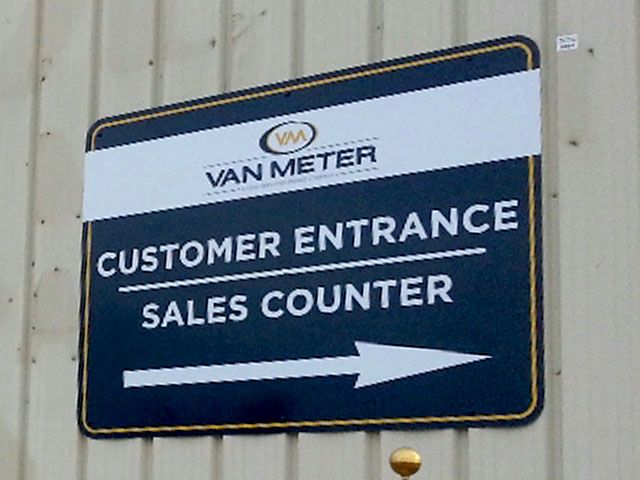 VM
VAN METER
CUSTOMER ENTRANCE
SALES COUNTER